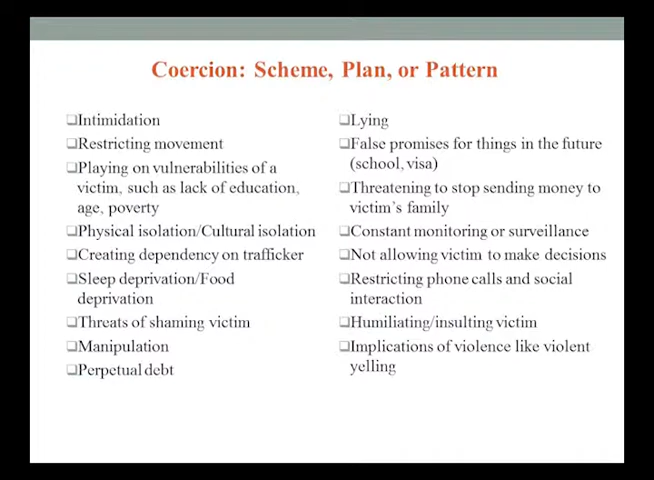 Coercion: Scheme, Plan, or Pattern
❑Intimidation
❑Restricting movement
❑Playing on vulnerabilities of a
victim, such as lack of education,
age, poverty
❑Physical isolation/Cultural isolation
❑Creating dependency on trafficker
❑Sleep deprivation/Food
deprivation
❑Threats of shaming victim
❑Manipulation
❑Perpetual debt
❑Lying
❑False promises for things in the future
(school, visa)
❑Threatening to stop sending money to
victim's family
❑Constant monitoring or surveillance
❑Not allowing victim to make decisions
❑Restricting phone calls and social
interaction
❑Humiliating/insulting victim
❑Implications of violence like violent
yelling